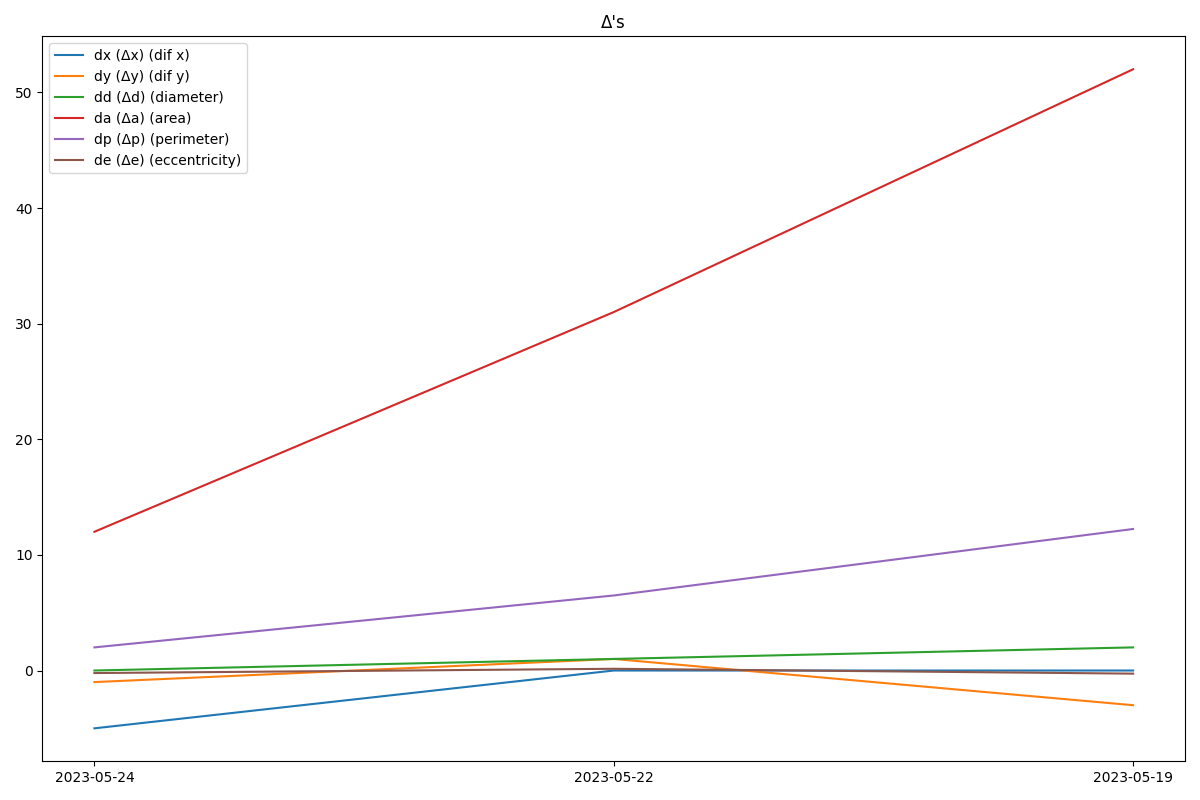 Δ's
dx (Δx) (dif x)
dy (Δy) (dif y)
dd (Δd) (diameter)
da (Δa) (area)
dp (Δp) (perimeter)
de (Δe) (eccentricity)
50
40
30
20
10
0
2023-05-24
2023-05-22
2023-05-19